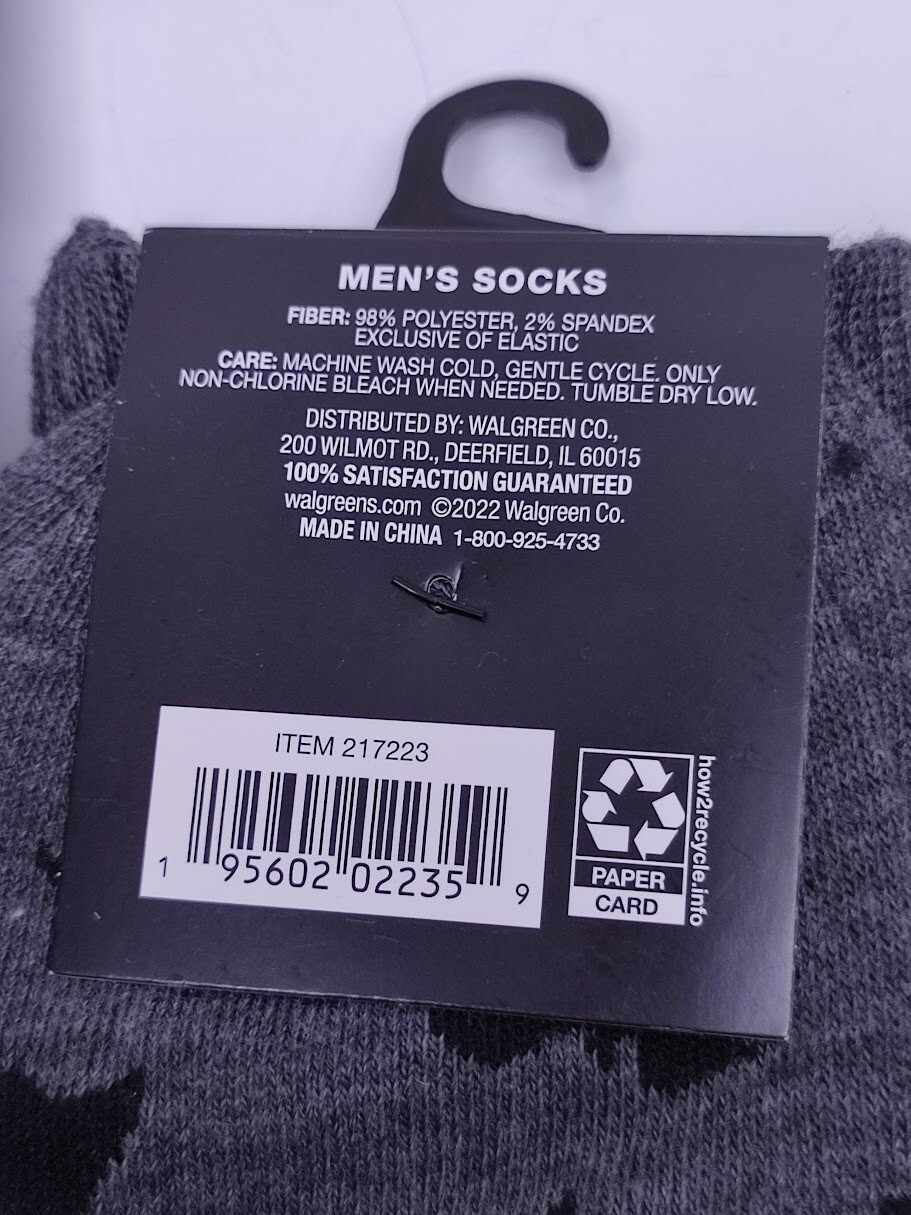 MEN'S SOCKS
FIBER: 98% POLYESTER, 2% SPANDEX
EXCLUSIVE OF ELASTIC
CARE: MACHINE WASH COLD, GENTLE CYCLE. ONLY
NON-CHLORINE BLEACH WHEN NEEDED. TUMBLE DRY LOW.
DISTRIBUTED BY: WALGREEN CO.,
200 WILMOT RD., DEERFIELD, IL 60015
100% SATISFACTION GUARANTEED
walgreens.com ©2022 Walgreen Co.
MADE IN CHINA 1-800-925-4733
ITEM 217223
1 95602 02235 9
PAPER
CARD
how2recycle.info